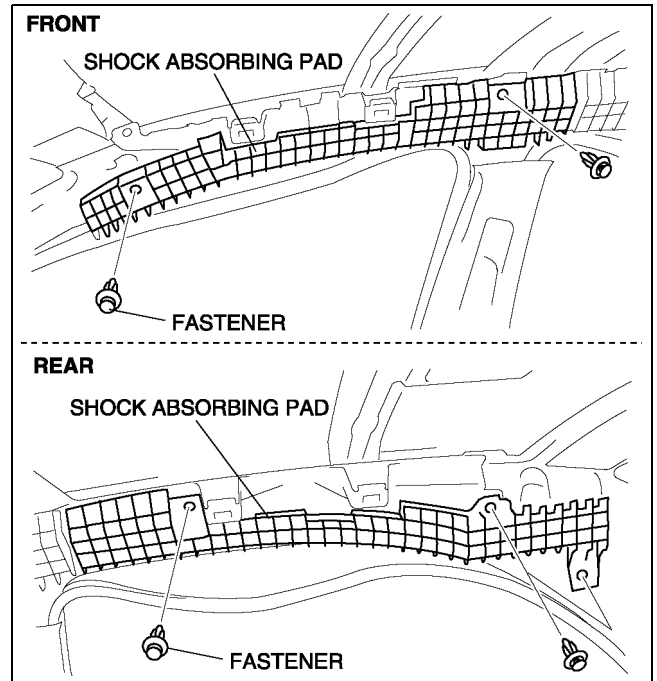 FRONT
SHOCK ABSORBING PAD
FASTENER
REAR
SHOCK ABSORBING PAD
FASTENER